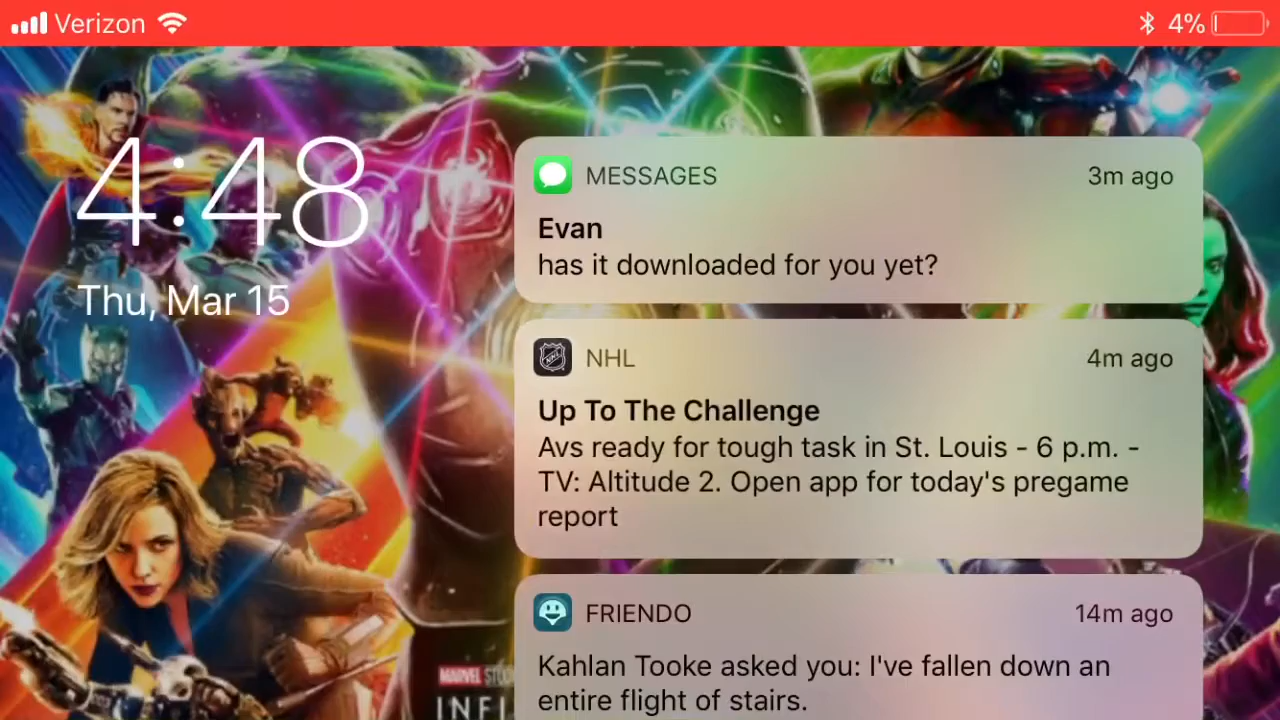 Verizon
4%
4:48
Thu, Mar 15
MESSAGES
3m ago
Evan
has it downloaded for you yet?
NHL
4m ago
Up To The Challenge
Avs ready for tough task in St. Louis - 6 p.m. -
TV: Altitude 2. Open app for today's pregame
report
FRIENDO
14m ago
Kahlan Tooke asked you: I've fallen down an
entire flight of stairs.
MARVEL STUD
INFI